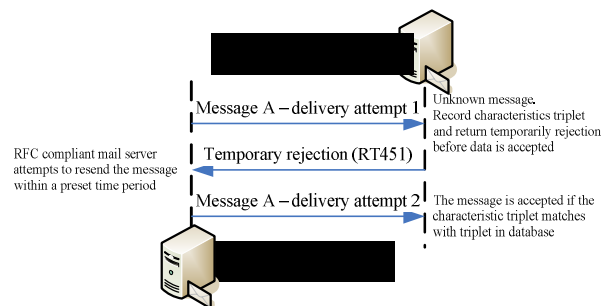 Message A – delivery attempt 1
Unknown message.
Record characteristics triplet
and return temporarily rejection
before data is accepted
Temporary rejection (RT451)
RFC compliant mail server
attempts to resend the message
within a preset time period
Message A – delivery attempt 2
The message is accepted if the
characteristic triplet matches
with triplet in database